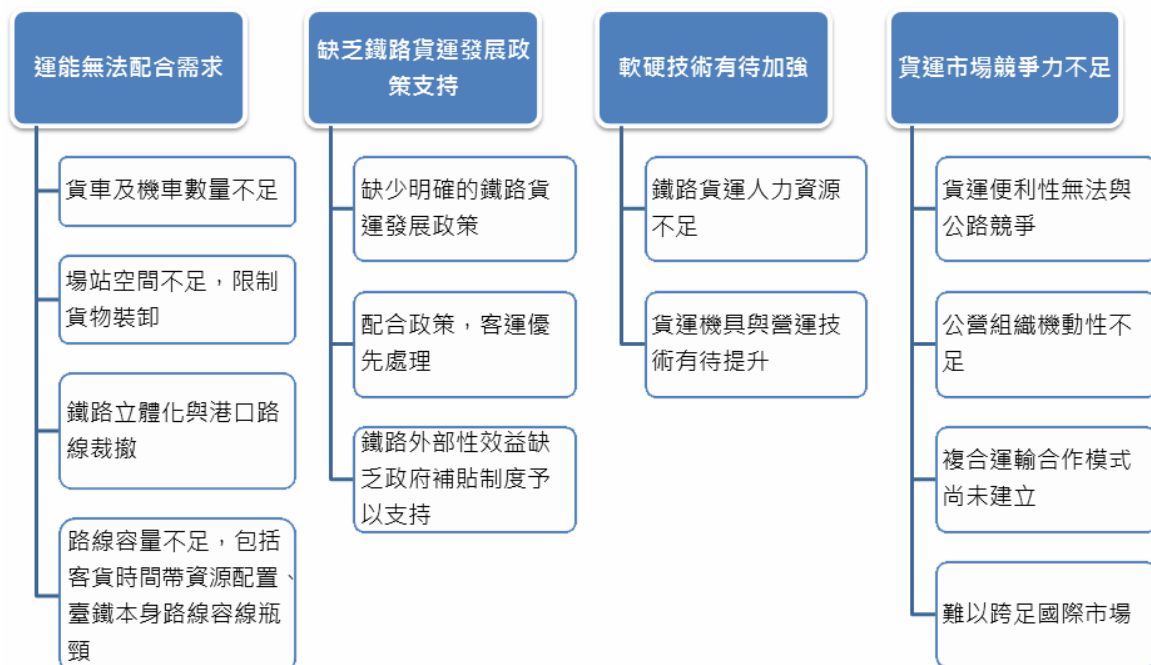 運能無法配合需求
貨車及機車數量不足
場站空間不足，限制
貨物裝卸
鐵路立體化與港口路
線裁撤
路線容量不足，包括
客貨時間帶資源配置、
臺鐵本身路線容線瓶
頸
缺乏鐵路貨運發展政
策支持
缺少明確的鐵路貨
運發展政策
配合政策，客運優
先處理
鐵路外部性效益缺
乏政府補貼制度予
以支持
軟硬技術有待加強
鐵路貨運人力資源
不足
貨運機具與營運技
術有待提升
貨運市場競爭力不足
貨運便利性無法與
公路競爭
公營組織機動性不
足
複合運輸合作模式
尚未建立
難以跨足國際市場